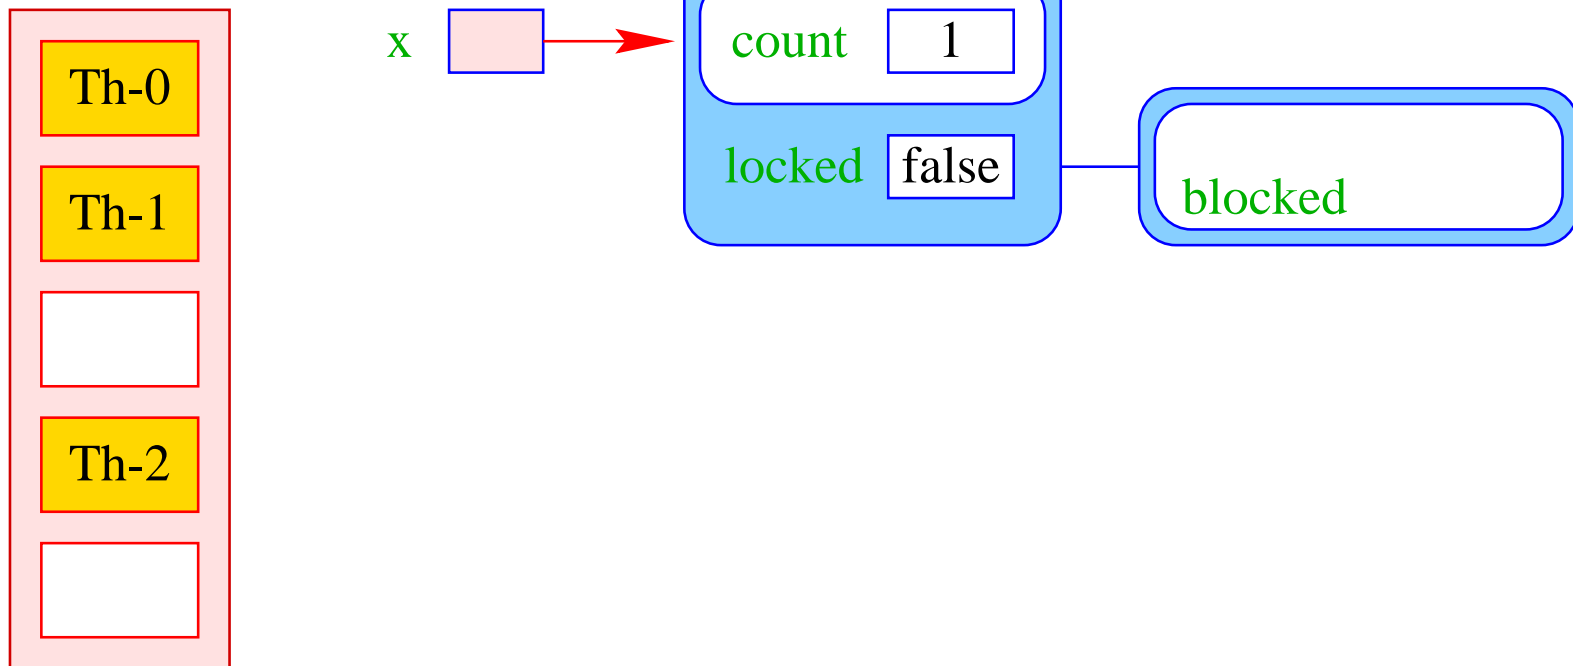 Th-0
Th-1
Th-2
x
count 1
locked false
blocked